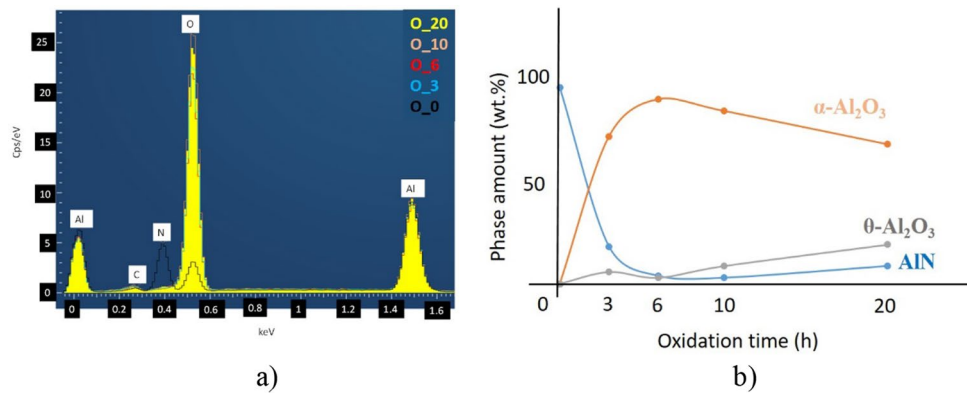 O
O_20
O_10
O_6
O_3
O_0
25
20
15
10
5
0
Cps/eV
Al
C
N
Al
0
0.2
0.4
0.6
0.8
1
1.2
1.4
1.6
keV
a)
Phase amount (wt.%)
100
50
0
α-Al₂O₃
θ-Al₂O₃
AlN
3
6
10
20
Oxidation time (h)
b)